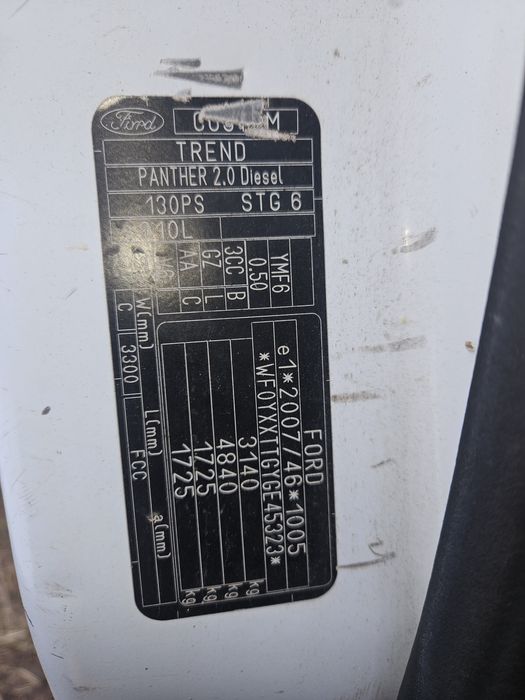 Ford
TREND
PANTHER 2.0 Diesel
130PS STG 6
310L
YMF6
0.50
3CC B
GZ L
AA C
W(mm) L(mm) a(mm)
C 3300 FCC
FORD
e1*2007/46*1005
3140 kg
4840 kg
1725 kg
1725 kg